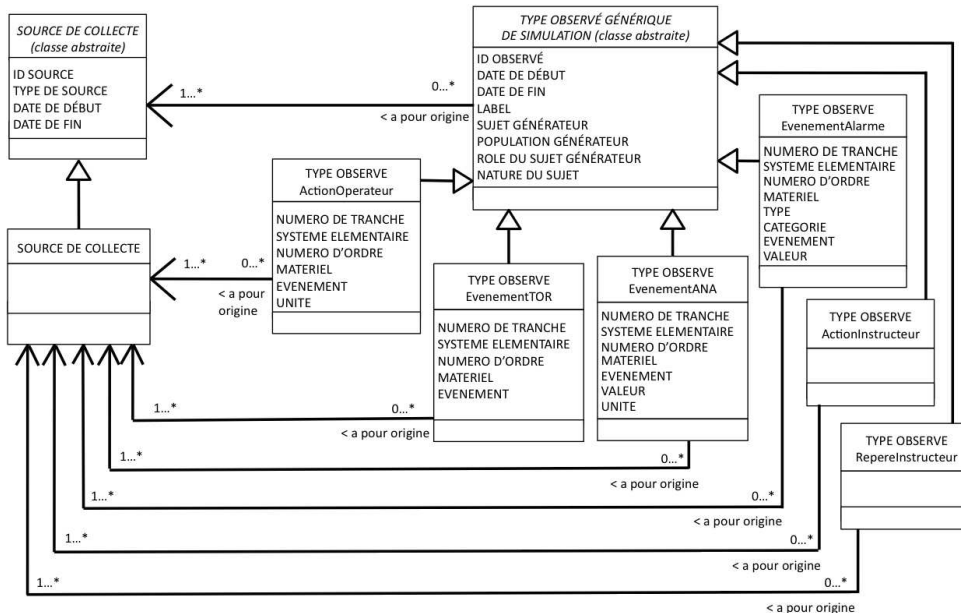 SOURCE DE COLLECTE
(classe abstraite)
ID SOURCE
TYPE DE SOURCE
DATE DE DÉBUT
DATE DE FIN
1...*
0...*
< a pour origine
TYPE OBSERVÉ GÉNÉRIQUE
DE SIMULATION (classe abstraite)
ID OBSERVÉ
DATE DE DÉBUT
DATE DE FIN
LABEL
SUJET GÉNÉRATEUR
POPULATION GÉNÉRATEUR
ROLE DU SUJET GÉNÉRATEUR
NATURE DU SUJET
TYPE OBSERVE
EvenementAlarme
NUMERO DE TRANCHE
SYSTEME ELEMENTAIRE
NUMERO D'ORDRE
MATERIEL
TYPE
CATEGORIE
EVENEMENT
VALEUR
TYPE OBSERVE
ActionOperateur
NUMERO DE TRANCHE
SYSTEME ELEMENTAIRE
NUMERO D'ORDRE
MATERIEL
EVENEMENT
UNITE
SOURCE DE COLLECTE
1...*
0...*
< a pour
origine
TYPE OBSERVE
EvenementTOR
NUMERO DE TRANCHE
SYSTEME ELEMENTAIRE
NUMERO D'ORDRE
MATERIEL
EVENEMENT
TYPE OBSERVE
EvenementANA
NUMERO DE TRANCHE
SYSTEME ELEMENTAIRE
NUMERO D'ORDRE
MATERIEL
EVENEMENT
VALEUR
UNITE
TYPE OBSERVE
ActionInstructeur
TYPE OBSERVE
RepereInstructeur
1...*
0...*
< a pour origine
1...*
0...*
< a pour origine
1...*
0...*
< a pour origine
1...*
0...*
< a pour origine
1...*
0...*
< a pour origine